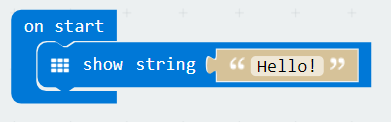 on start
show string “ Hello! ”